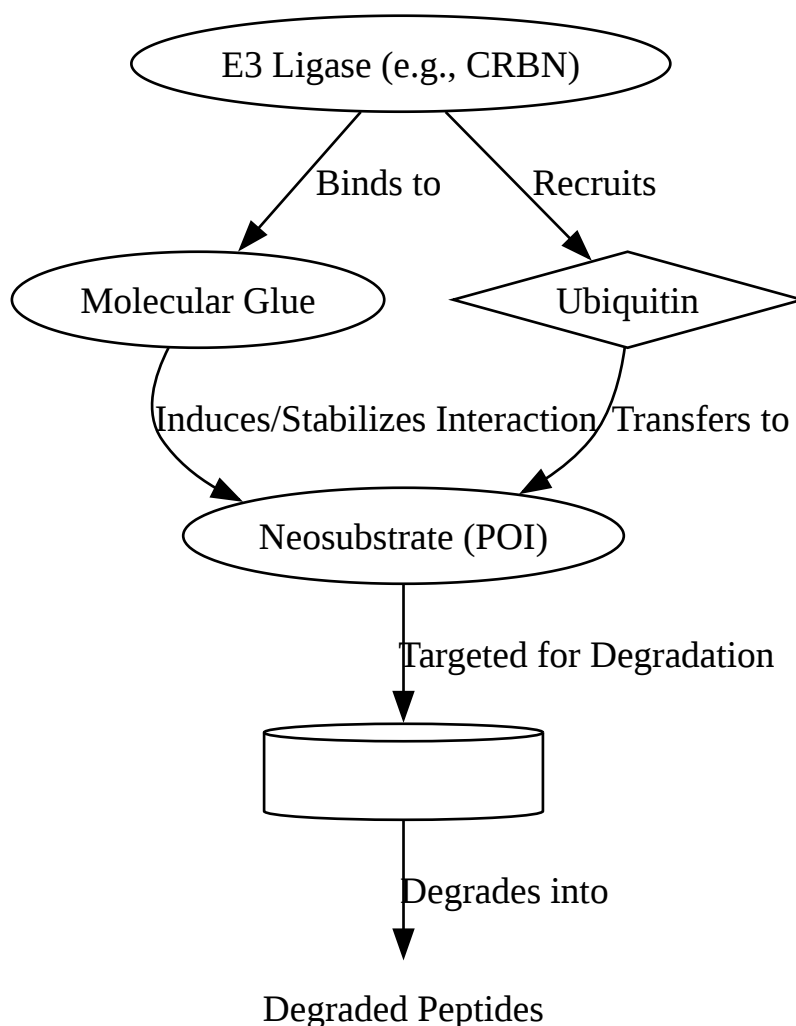 E3 Ligase (e.g., CRBN)
Binds to
Recruits
Molecular Glue
Ubiquitin
Induces/Stabilizes Interaction
Transfers to
Neosubstrate (POI)
Targeted for Degradation
Degrades into
Degraded Peptides